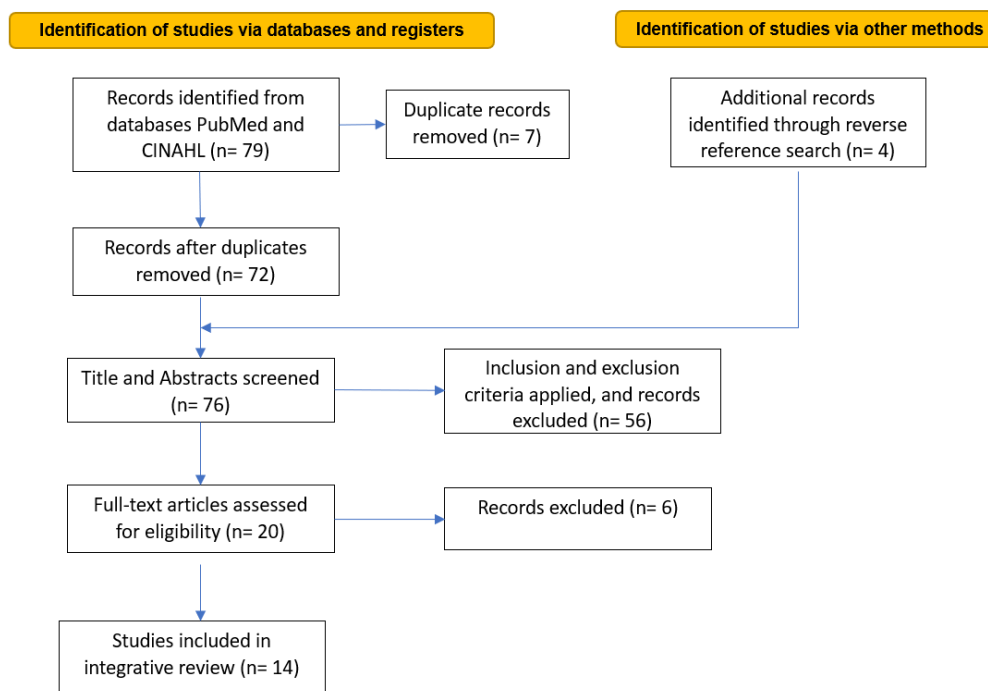 Identification of studies via databases and registers
Identification of studies via other methods
Records identified from
databases PubMed and
CINAHL (n= 79)
Duplicate records
removed (n= 7)
Additional records
identified through reverse
reference search (n= 4)
Records after duplicates
removed (n= 72)
Title and Abstracts screened
(n= 76)
Inclusion and exclusion
criteria applied, and records
excluded (n= 56)
Full-text articles assessed
for eligibility (n= 20)
Records excluded (n= 6)
Studies included in
integrative review (n= 14)